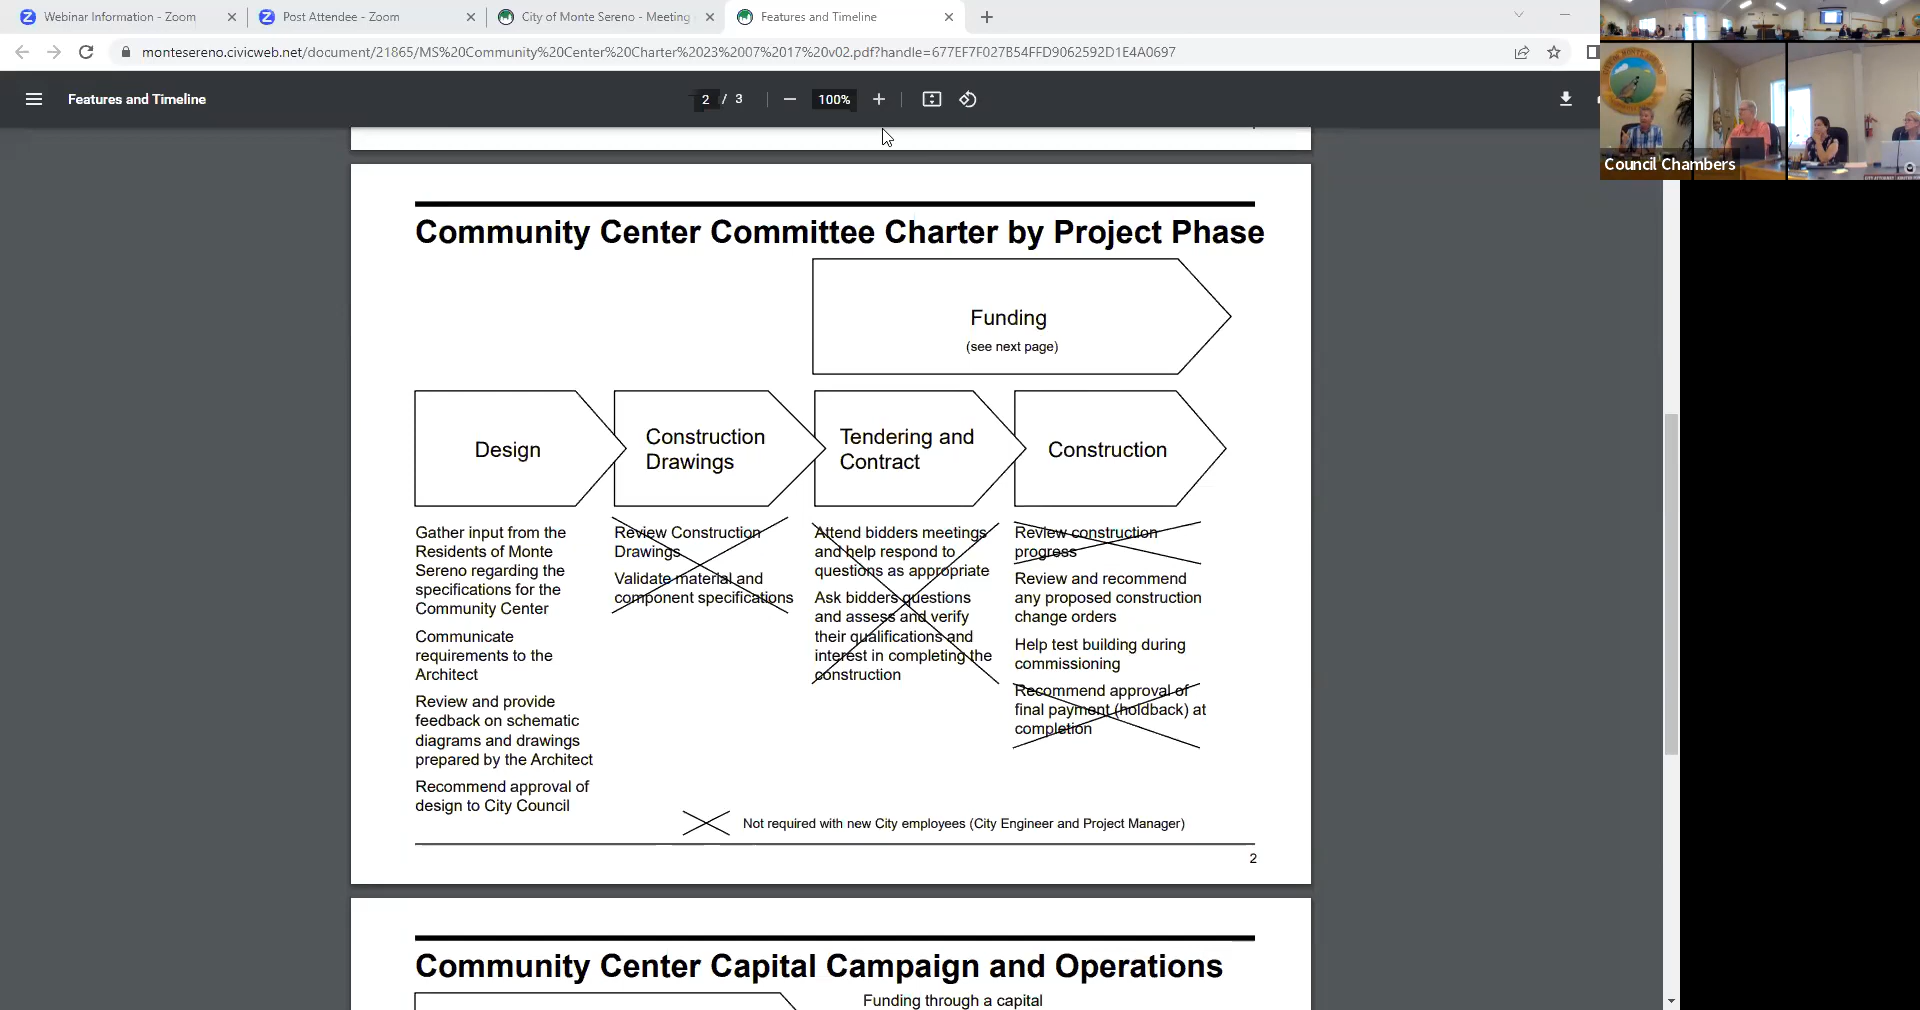 Webinar Information - Zoom
Post Attendee - Zoom
City of Monte Sereno - Meeting
Features and Timeline
montesereno.civicweb.net/document/21865/MS%20Community%20Center%20Charter%2023%2007%2017%20v02.pdf?handle=677EF7F027B54FFD9062592D1E4A0697
Features and Timeline
2 / 3
100%
Council Chambers
Community Center Committee Charter by Project Phase
Funding
(see next page)
Design
Construction
Drawings
Tendering and
Contract
Construction
Gather input from the
Residents of Monte
Sereno regarding the
specifications for the
Community Center
Communicate
requirements to the
Architect
Review and provide
feedback on schematic
diagrams and drawings
prepared by the Architect
Recommend approval of
design to City Council
Review Construction
Drawings
Validate material and
component specifications
Attend bidders meetings
and help respond to
questions as appropriate
Ask bidders questions
and assess and verify
their qualifications and
interest in completing the
construction
Review construction
progress
Review and recommend
any proposed construction
change orders
Help test building during
commissioning
Recommend approval of
final payment (holdback) at
completion
Not required with new City employees (City Engineer and Project Manager)
2
Community Center Capital Campaign and Operations
Funding through a capital